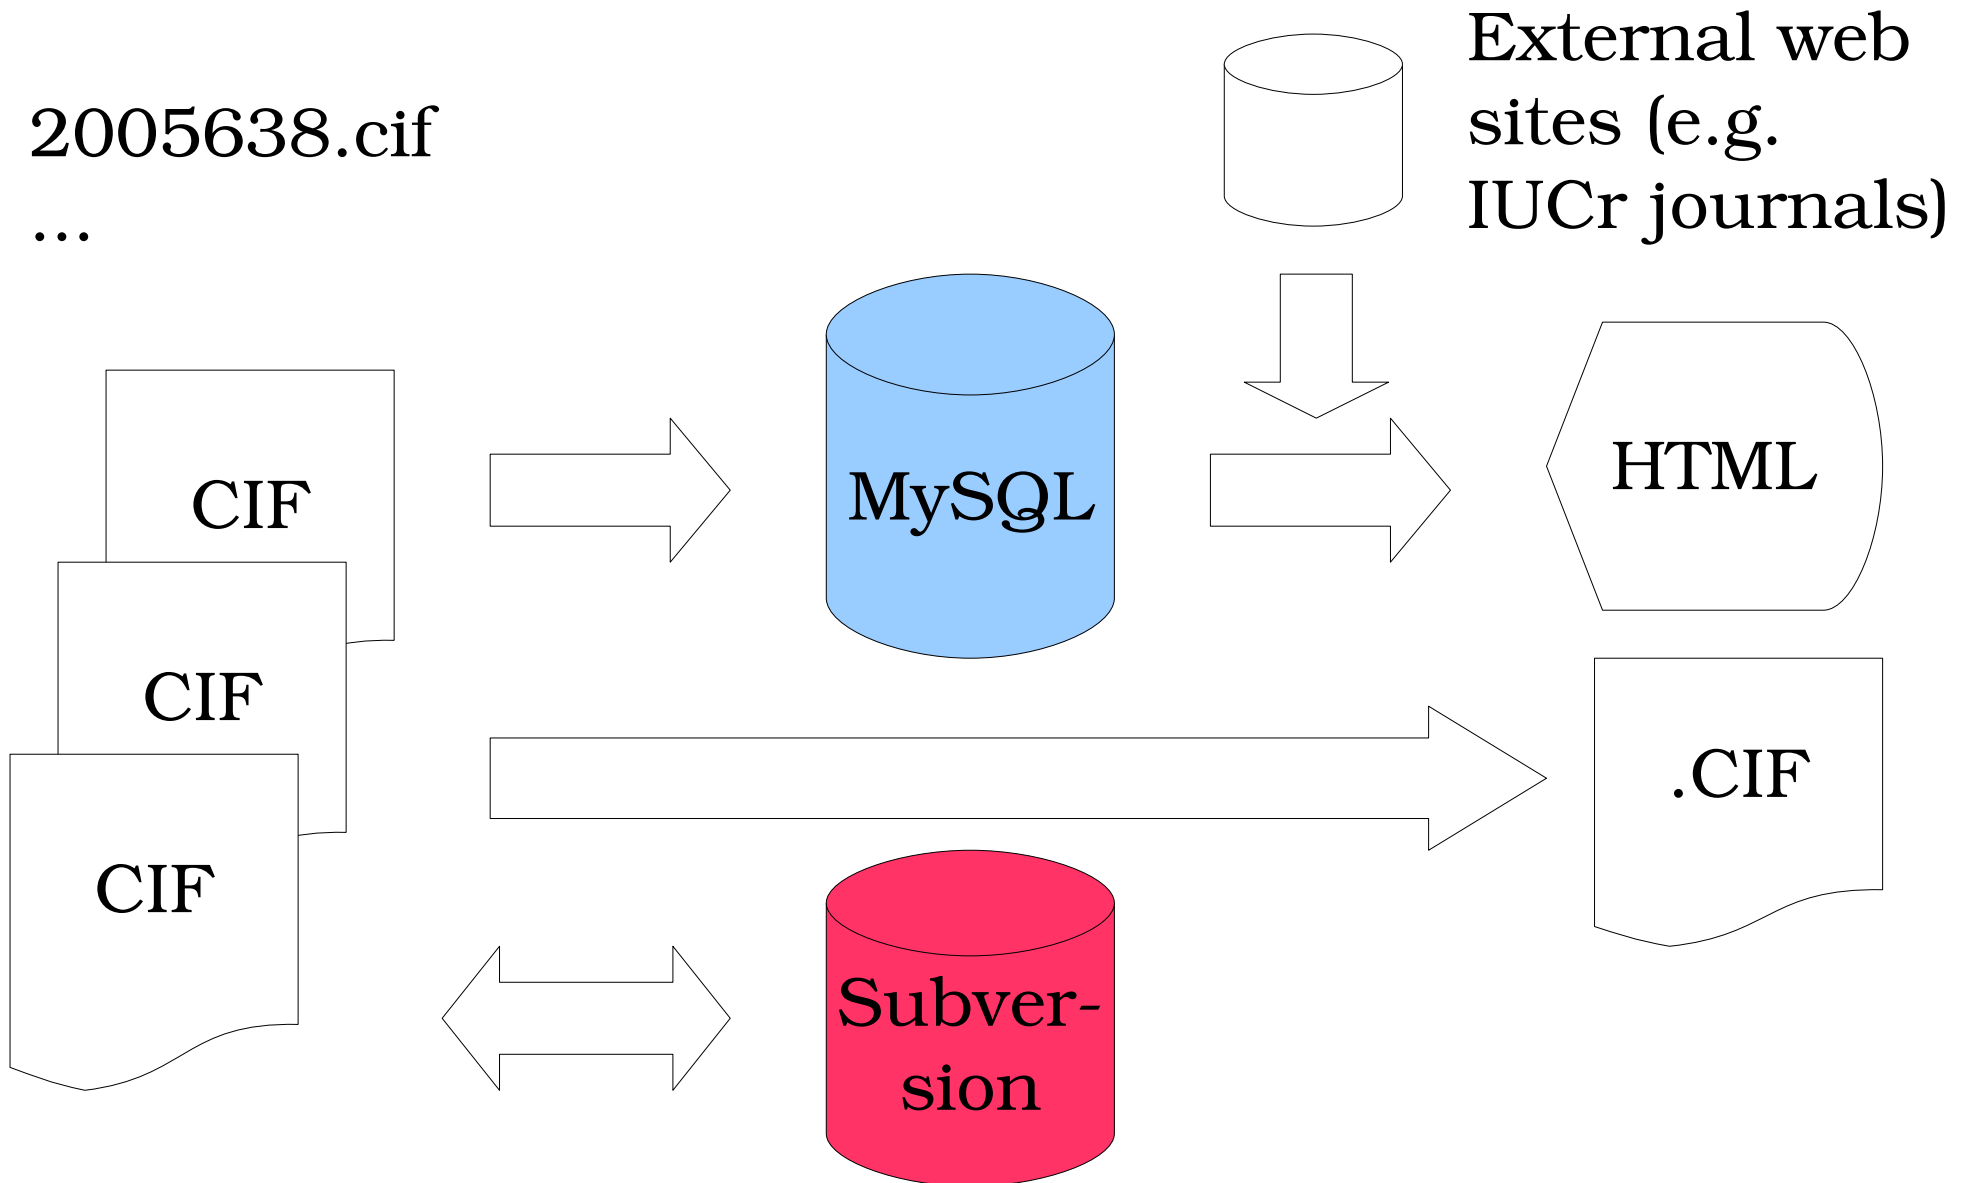 2005638.cif
...
External web
sites (e.g.
IUCr journals)
CIF
CIF
CIF
MySQL
HTML
.CIF
Subver-
sion